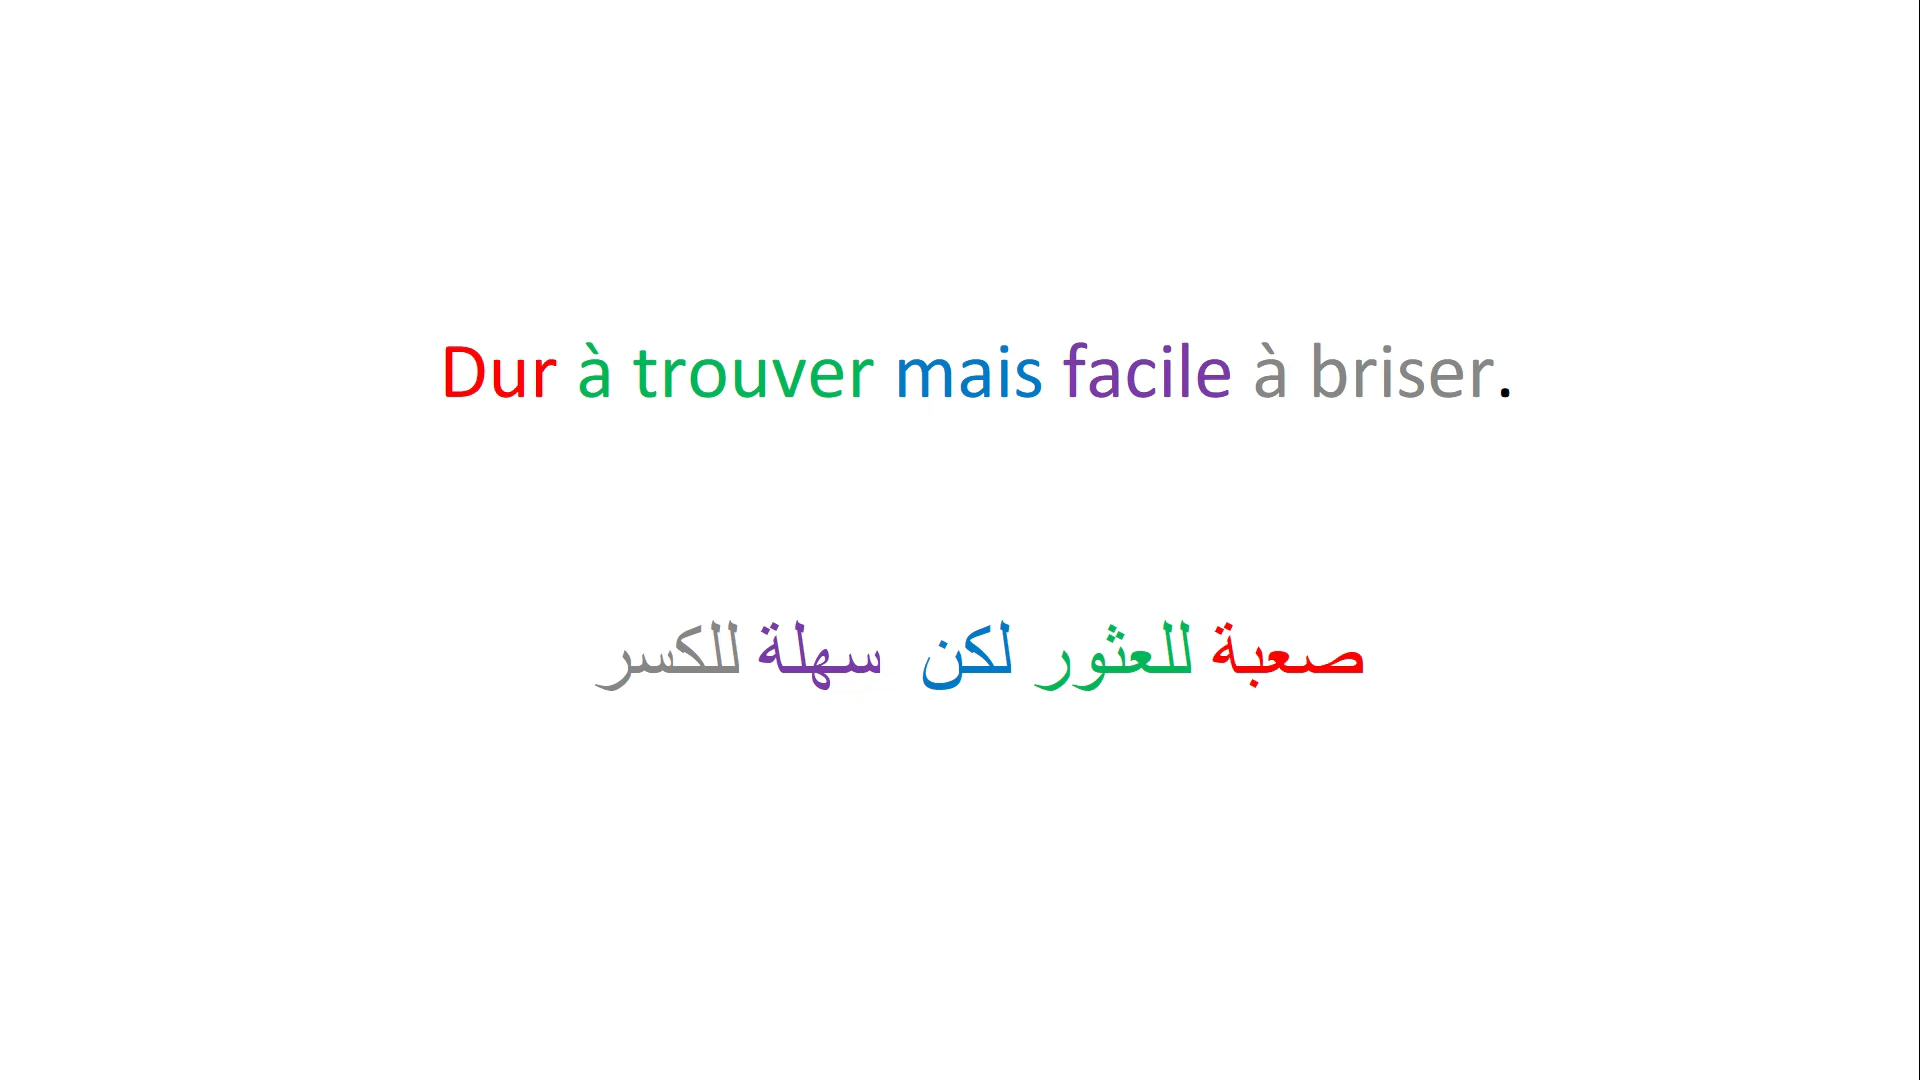 Dur à trouver mais facile à briser.
صعبة للعثور لكن سهلة للكسر